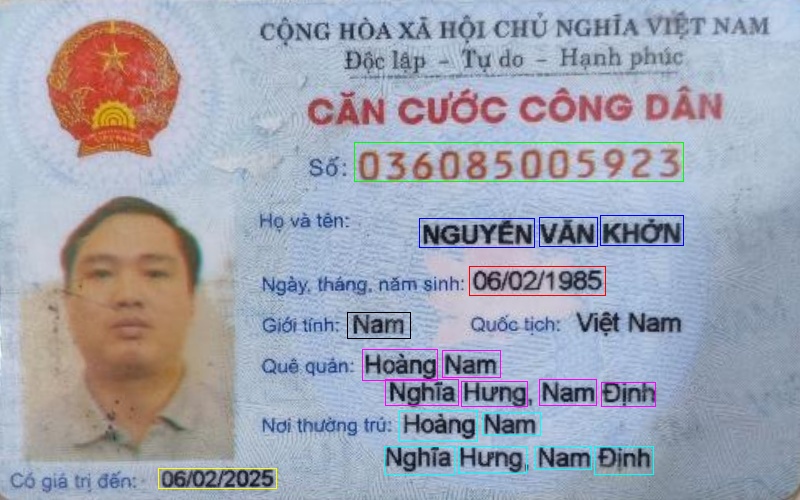 CỘNG HÒA XÃ HỘI CHỦ NGHĨA VIỆT NAM
Độc lập - Tự do - Hạnh phúc
CĂN CƯỚC CÔNG DÂN
Số: 036085005923
Họ và tên:
NGUYỄN VĂN KHỞN
Ngày, tháng, năm sinh: 06/02/1985
Giới tính: Nam Quốc tịch: Việt Nam
Quê quán: Hoàng Nam
Nghĩa Hưng, Nam Định
Nơi thường trú: Hoàng Nam
Nghĩa Hưng, Nam Định
Có giá trị đến: 06/02/2025